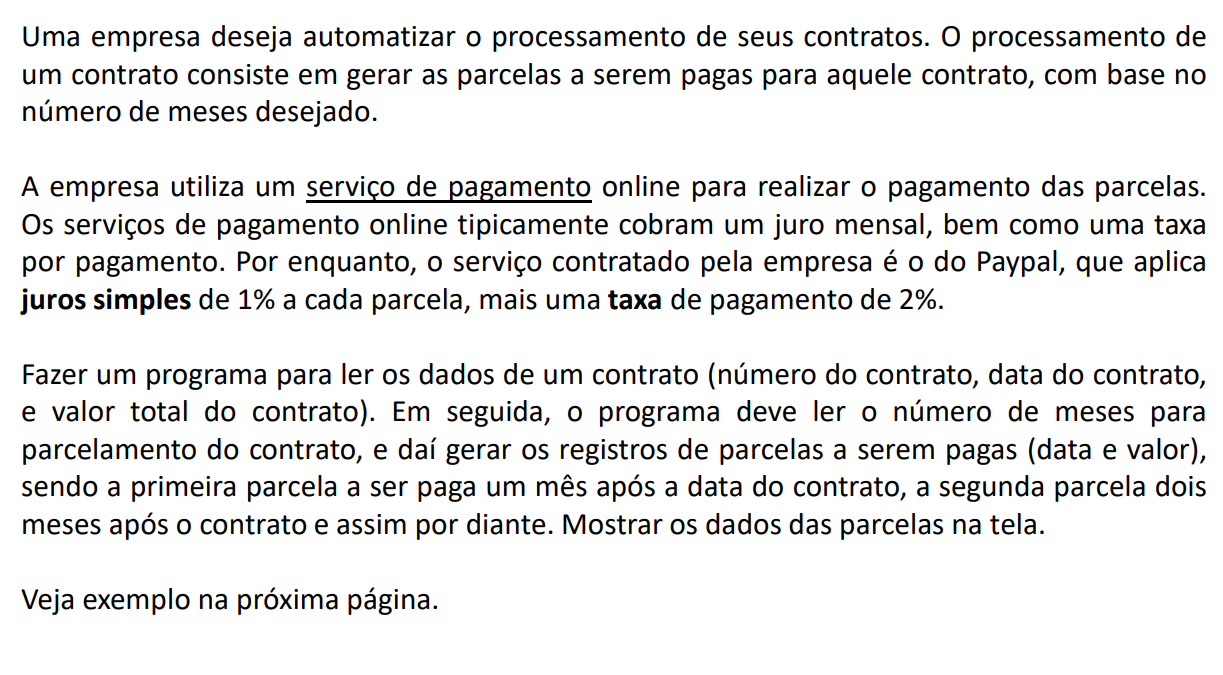 Uma empresa deseja automatizar o processamento de seus contratos. O processamento de
um contrato consiste em gerar as parcelas a serem pagas para aquele contrato, com base no
número de meses desejado.
A empresa utiliza um serviço de pagamento online para realizar o pagamento das parcelas.
Os serviços de pagamento online tipicamente cobram um juro mensal, bem como uma taxa
por pagamento. Por enquanto, o serviço contratado pela empresa é o do Paypal, que aplica
juros simples de 1% a cada parcela, mais uma taxa de pagamento de 2%.
Fazer um programa para ler os dados de um contrato (número do contrato, data do contrato,
e valor total do contrato). Em seguida, o programa deve ler o número de meses para
parcelamento do contrato, e daí gerar os registros de parcelas a serem pagas (data e valor),
sendo a primeira parcela a ser paga um mês após a data do contrato, a segunda parcela dois
meses após o contrato e assim por diante. Mostrar os dados das parcelas na tela.
Veja exemplo na próxima página.